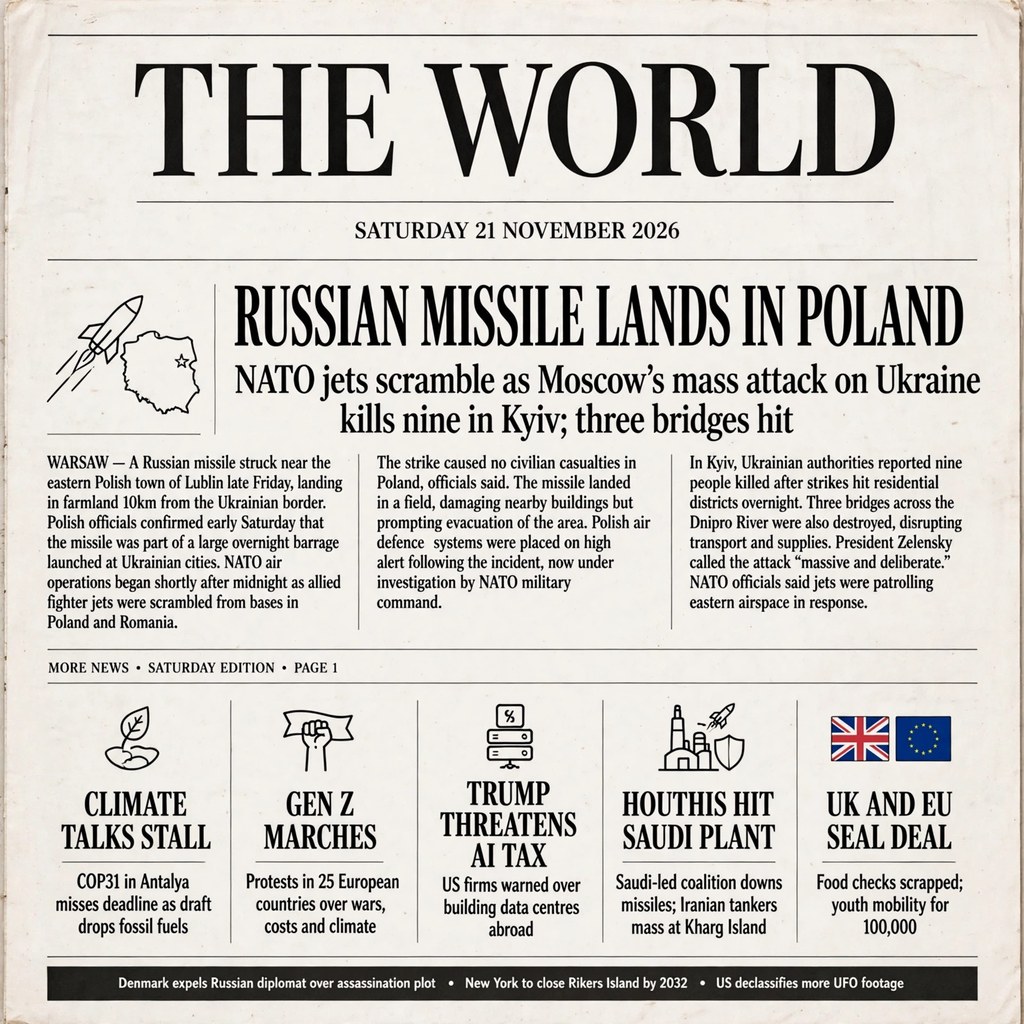 THE WORLD
SATURDAY 21 NOVEMBER 2026
RUSSIAN MISSILE LANDS IN POLAND
NATO jets scramble as Moscow's mass attack on Ukraine
kills nine in Kyiv; three bridges hit
WARSAW — A Russian missile struck near the
eastern Polish town of Lublin late Friday, landing
in farmland 10km from the Ukrainian border.
Polish officials confirmed early Saturday that
the missile was part of a large overnight barrage
launched at Ukrainian cities. NATO air
operations began shortly after midnight as allied
fighter jets were scrambled from bases in
Poland and Romania.
The strike caused no civilian casualties in
Poland, officials said. The missile landed
in a field, damaging nearby buildings but
prompting evacuation of the area. Polish air
defence systems were placed on high
alert following the incident, now under
investigation by NATO military
command.
In Kyiv, Ukrainian authorities reported nine
people killed after strikes hit residential
districts overnight. Three bridges across the
Dnipro River were also destroyed, disrupting
transport and supplies. President Zelensky
called the attack “massive and deliberate.”
NATO officials said jets were patrolling
eastern airspace in response.
MORE NEWS • SATURDAY EDITION • PAGE 1
CLIMATE
TALKS STALL
COP31 in Antalya
misses deadline as draft
drops fossil fuels
GEN Z
MARCHES
Protests in 25 European
countries over wars,
costs and climate
TRUMP
THREATENS
AI TAX
US firms warned over
building data centres
abroad
HOUTHIS HIT
SAUDI PLANT
Saudi-led coalition downs
missiles; Iranian tankers
mass at Kharg Island
UK AND EU
SEAL DEAL
Food checks scrapped;
youth mobility for
100,000
Denmark expels Russian diplomat over assassination plot • New York to close Rikers Island by 2032 • US declassifies more UFO footage